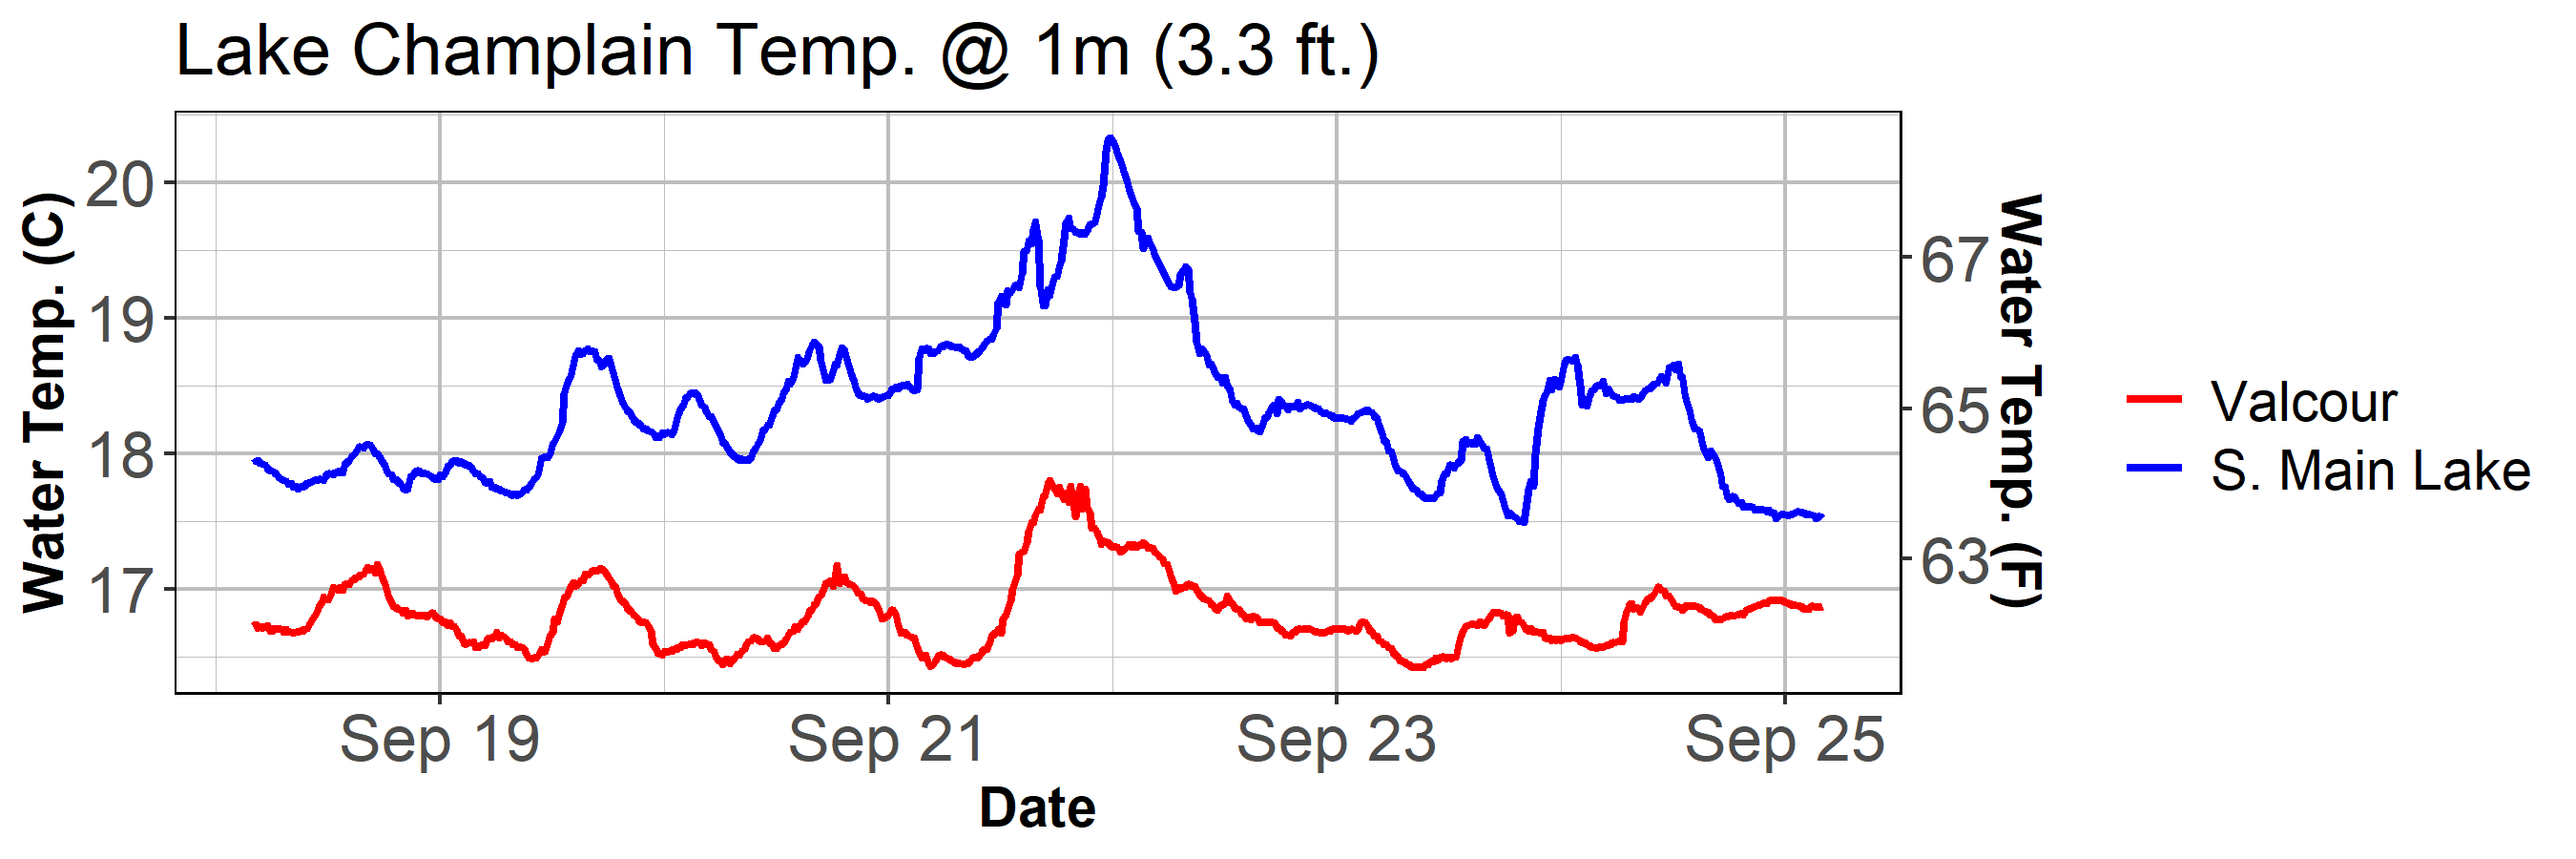 Lake Champlain Temp. @ 1m (3.3 ft.)
Water Temp. (C)
20
19
18
17
67
65
63
Water Temp. (F)
Sep 19
Sep 21
Sep 23
Sep 25
Date
Valcour
S. Main Lake